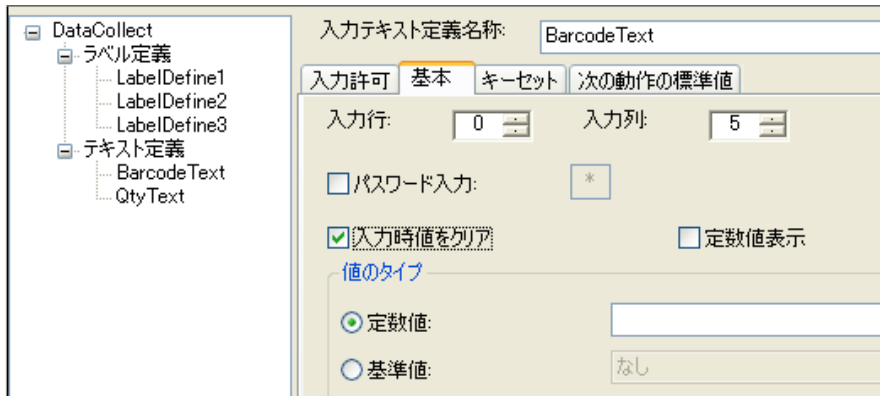 DataCollect
ラベル定義
LabelDefine1
LabelDefine2
LabelDefine3
テキスト定義
BarcodeText
QtyText
入力テキスト定義名称: BarcodeText
入力許可 基本 キーセット 次の動作の標準値
入力行: 0 入力列: 5
パスワード入力: *
入力時値をクリア 定数値表示
値のタイプ
定数値:
基準値: なし